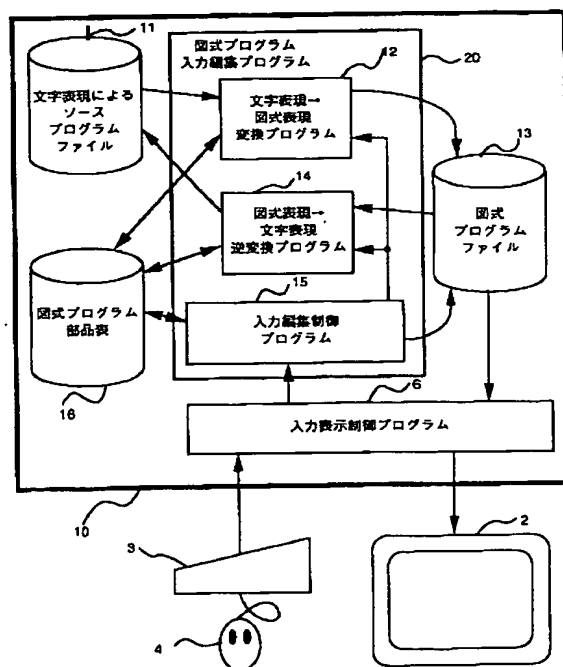 11
文字表現による
ソース
プログラム
ファイル
図式プログラム
入力編集プログラム
20
12
文字表現→
図式表現
変換プログラム
13
図式
プログラム
ファイル
14
図式表現→
文字表現
逆変換プログラム
15
入力編集制御
プログラム
図式プログラム
部品表
16
6
入力表示制御プログラム
10
3
4
2